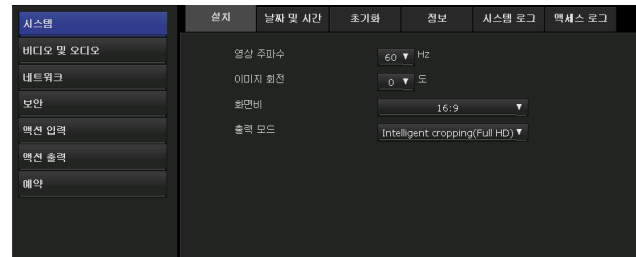 시스템
비디오 및 오디오
네트워크
보안
액션 입력
액션 출력
예약
설치 날짜 및 시간 초기화 정보 시스템 로그 액세스 로그
영상 주파수 60 ▼ Hz
이미지 회전 0 ▼ 도
화면비 16:9 ▼
출력 모드 Intelligent cropping(Full HD) ▼